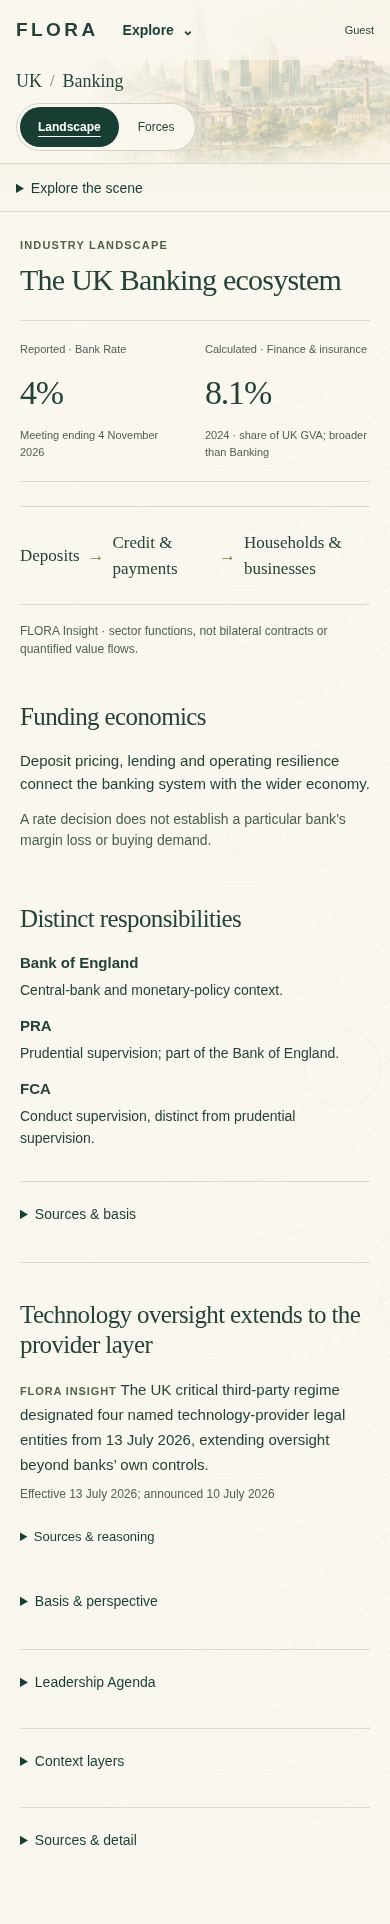 FLORA Explore ⌄ Guest
UK / Banking
Landscape Forces
▶ Explore the scene
INDUSTRY LANDSCAPE
The UK Banking ecosystem
Reported · Bank Rate
4%
Meeting ending 4 November
2026
Calculated · Finance & insurance
8.1%
2024 · share of UK GVA; broader
than Banking
Deposits → Credit &
payments → Households &
businesses
FLORA Insight · sector functions, not bilateral contracts or
quantified value flows.
Funding economics
Deposit pricing, lending and operating resilience
connect the banking system with the wider economy.
A rate decision does not establish a particular bank’s
margin loss or buying demand.
Distinct responsibilities
Bank of England
Central-bank and monetary-policy context.
PRA
Prudential supervision; part of the Bank of England.
FCA
Conduct supervision, distinct from prudential
supervision.
▶ Sources & basis
Technology oversight extends to the
provider layer
FLORA INSIGHT The UK critical third-party regime
designated four named technology-provider legal
entities from 13 July 2026, extending oversight
beyond banks’ own controls.
Effective 13 July 2026; announced 10 July 2026
▶ Sources & reasoning
▶ Basis & perspective
▶ Leadership Agenda
▶ Context layers
▶ Sources & detail